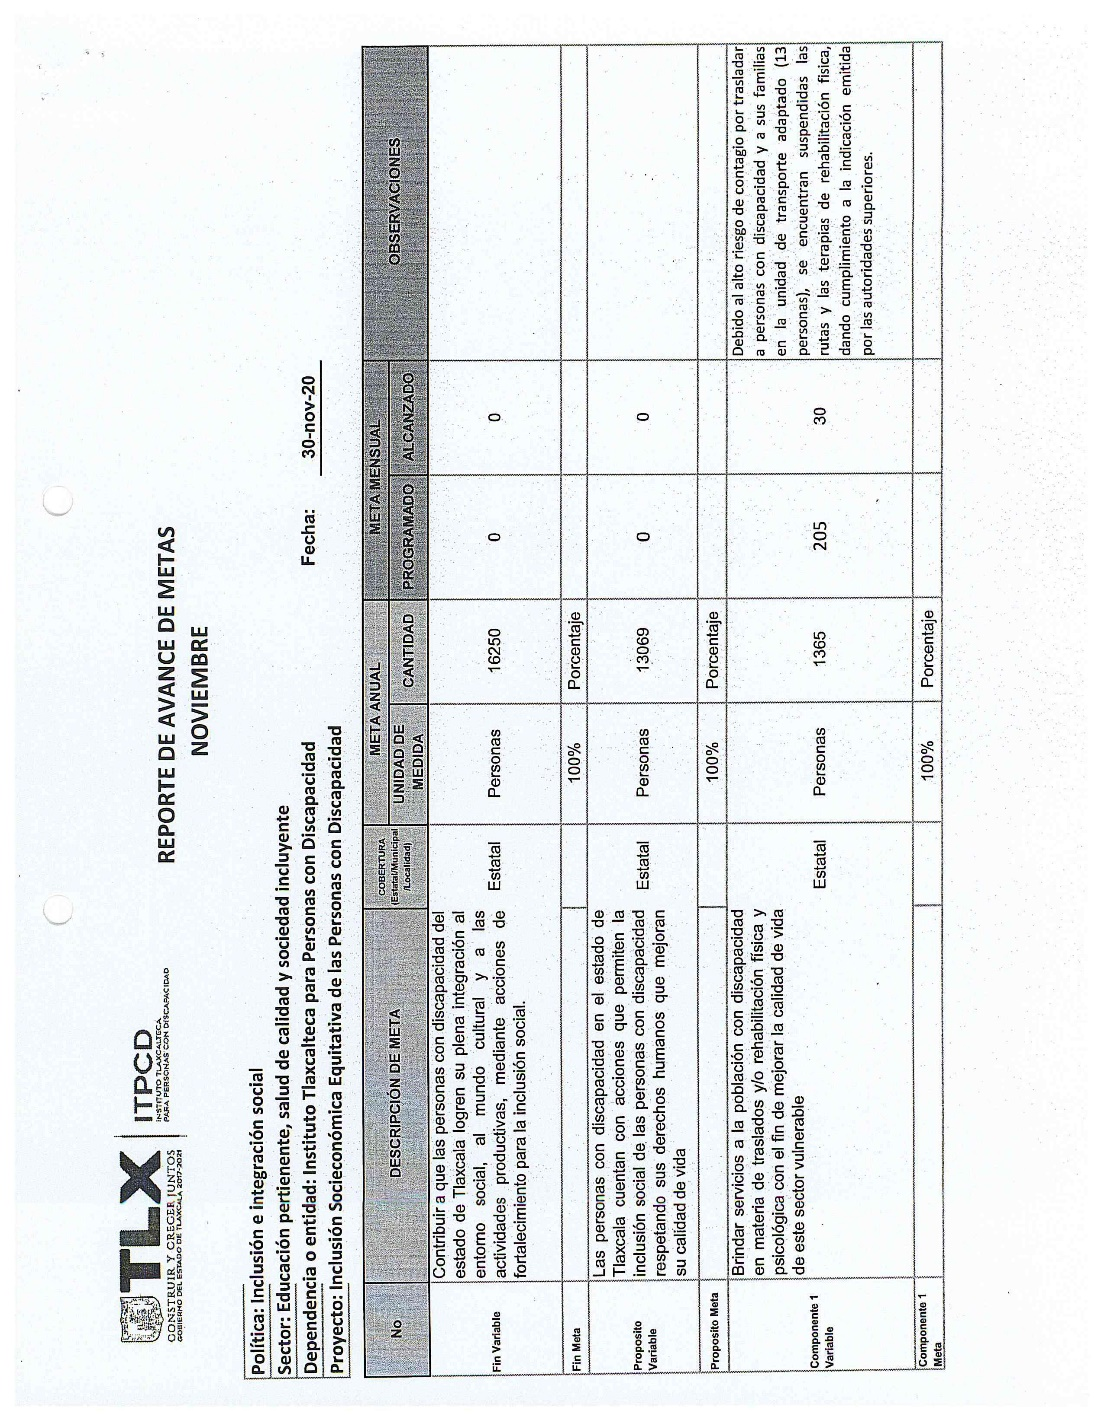 TLX
CONSTRUIR Y CRECER JUNTOS
GOBIERNO DEL ESTADO DE TLAXCALA 2017-2021
ITPCD
INSTITUTO TLAXCALTECA
PARA PERSONAS CON DISCAPACIDAD
REPORTE DE AVANCE DE METAS
NOVIEMBRE
Política: Inclusión e integración social
Sector: Educación pertinente, salud de calidad y sociedad incluyente
Dependencia o entidad: Instituto Tlaxcalteca para Personas con Discapacidad
Fecha: 30-nov-20
Proyecto: Inclusión Socieconómica Equitativa de las Personas con Discapacidad
No
DESCRIPCIÓN DE META
COBERTURA
(Estatal/Municipal
/Localidad)
META ANUAL
UNIDAD DE
MEDIDA
CANTIDAD
META MENSUAL
PROGRAMADO
ALCANZADO
OBSERVACIONES
Fin Variable
Contribuir a que las personas con discapacidad del
estado de Tlaxcala logren su plena integración al
entorno social, al mundo cultural y a las
actividades productivas, mediante acciones de
fortalecimiento para la inclusión social.
Estatal
Personas
16250
0
0
Fin Meta
100%
Porcentaje
Proposito
Variable
Las personas con discapacidad en el estado de
Tlaxcala cuentan con acciones que permiten la
inclusión social de las personas con discapacidad
respetando sus derechos humanos que mejoran
su calidad de vida
Estatal
Personas
13069
0
0
Proposito Meta
100%
Porcentaje
Componente 1
Variable
Brindar servicios a la población con discapacidad
en materia de traslados y/o rehabilitación física y
psicológica con el fin de mejorar la calidad de vida
de este sector vulnerable
Estatal
Personas
1365
205
30
Debido al alto riesgo de contagio por trasladar
a personas con discapacidad y a sus familias
en la unidad de transporte adaptado (13
personas), se encuentran suspendidas las
rutas y las terapias de rehabilitación física,
dando cumplimiento a la indicación emitida
por las autoridades superiores.
Componente 1
Meta
100%
Porcentaje